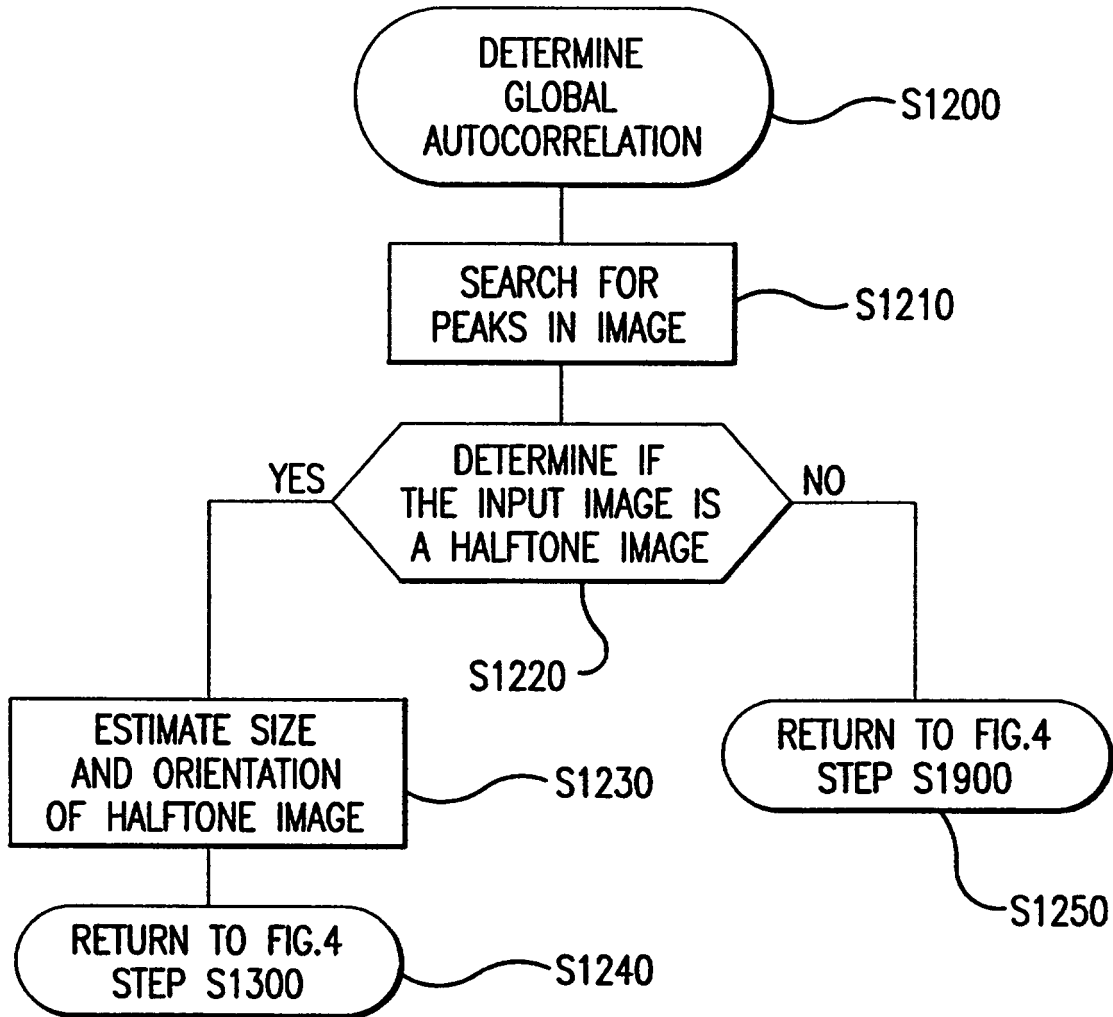 DETERMINE
GLOBAL
AUTOCORRELATION
S1200
SEARCH FOR
PEAKS IN IMAGE
S1210
YES
DETERMINE IF
THE INPUT IMAGE IS
A HALFTONE IMAGE
NO
S1220
ESTIMATE SIZE
AND ORIENTATION
OF HALFTONE IMAGE
S1230
RETURN TO FIG.4
STEP S1900
S1250
RETURN TO FIG.4
STEP S1300
S1240